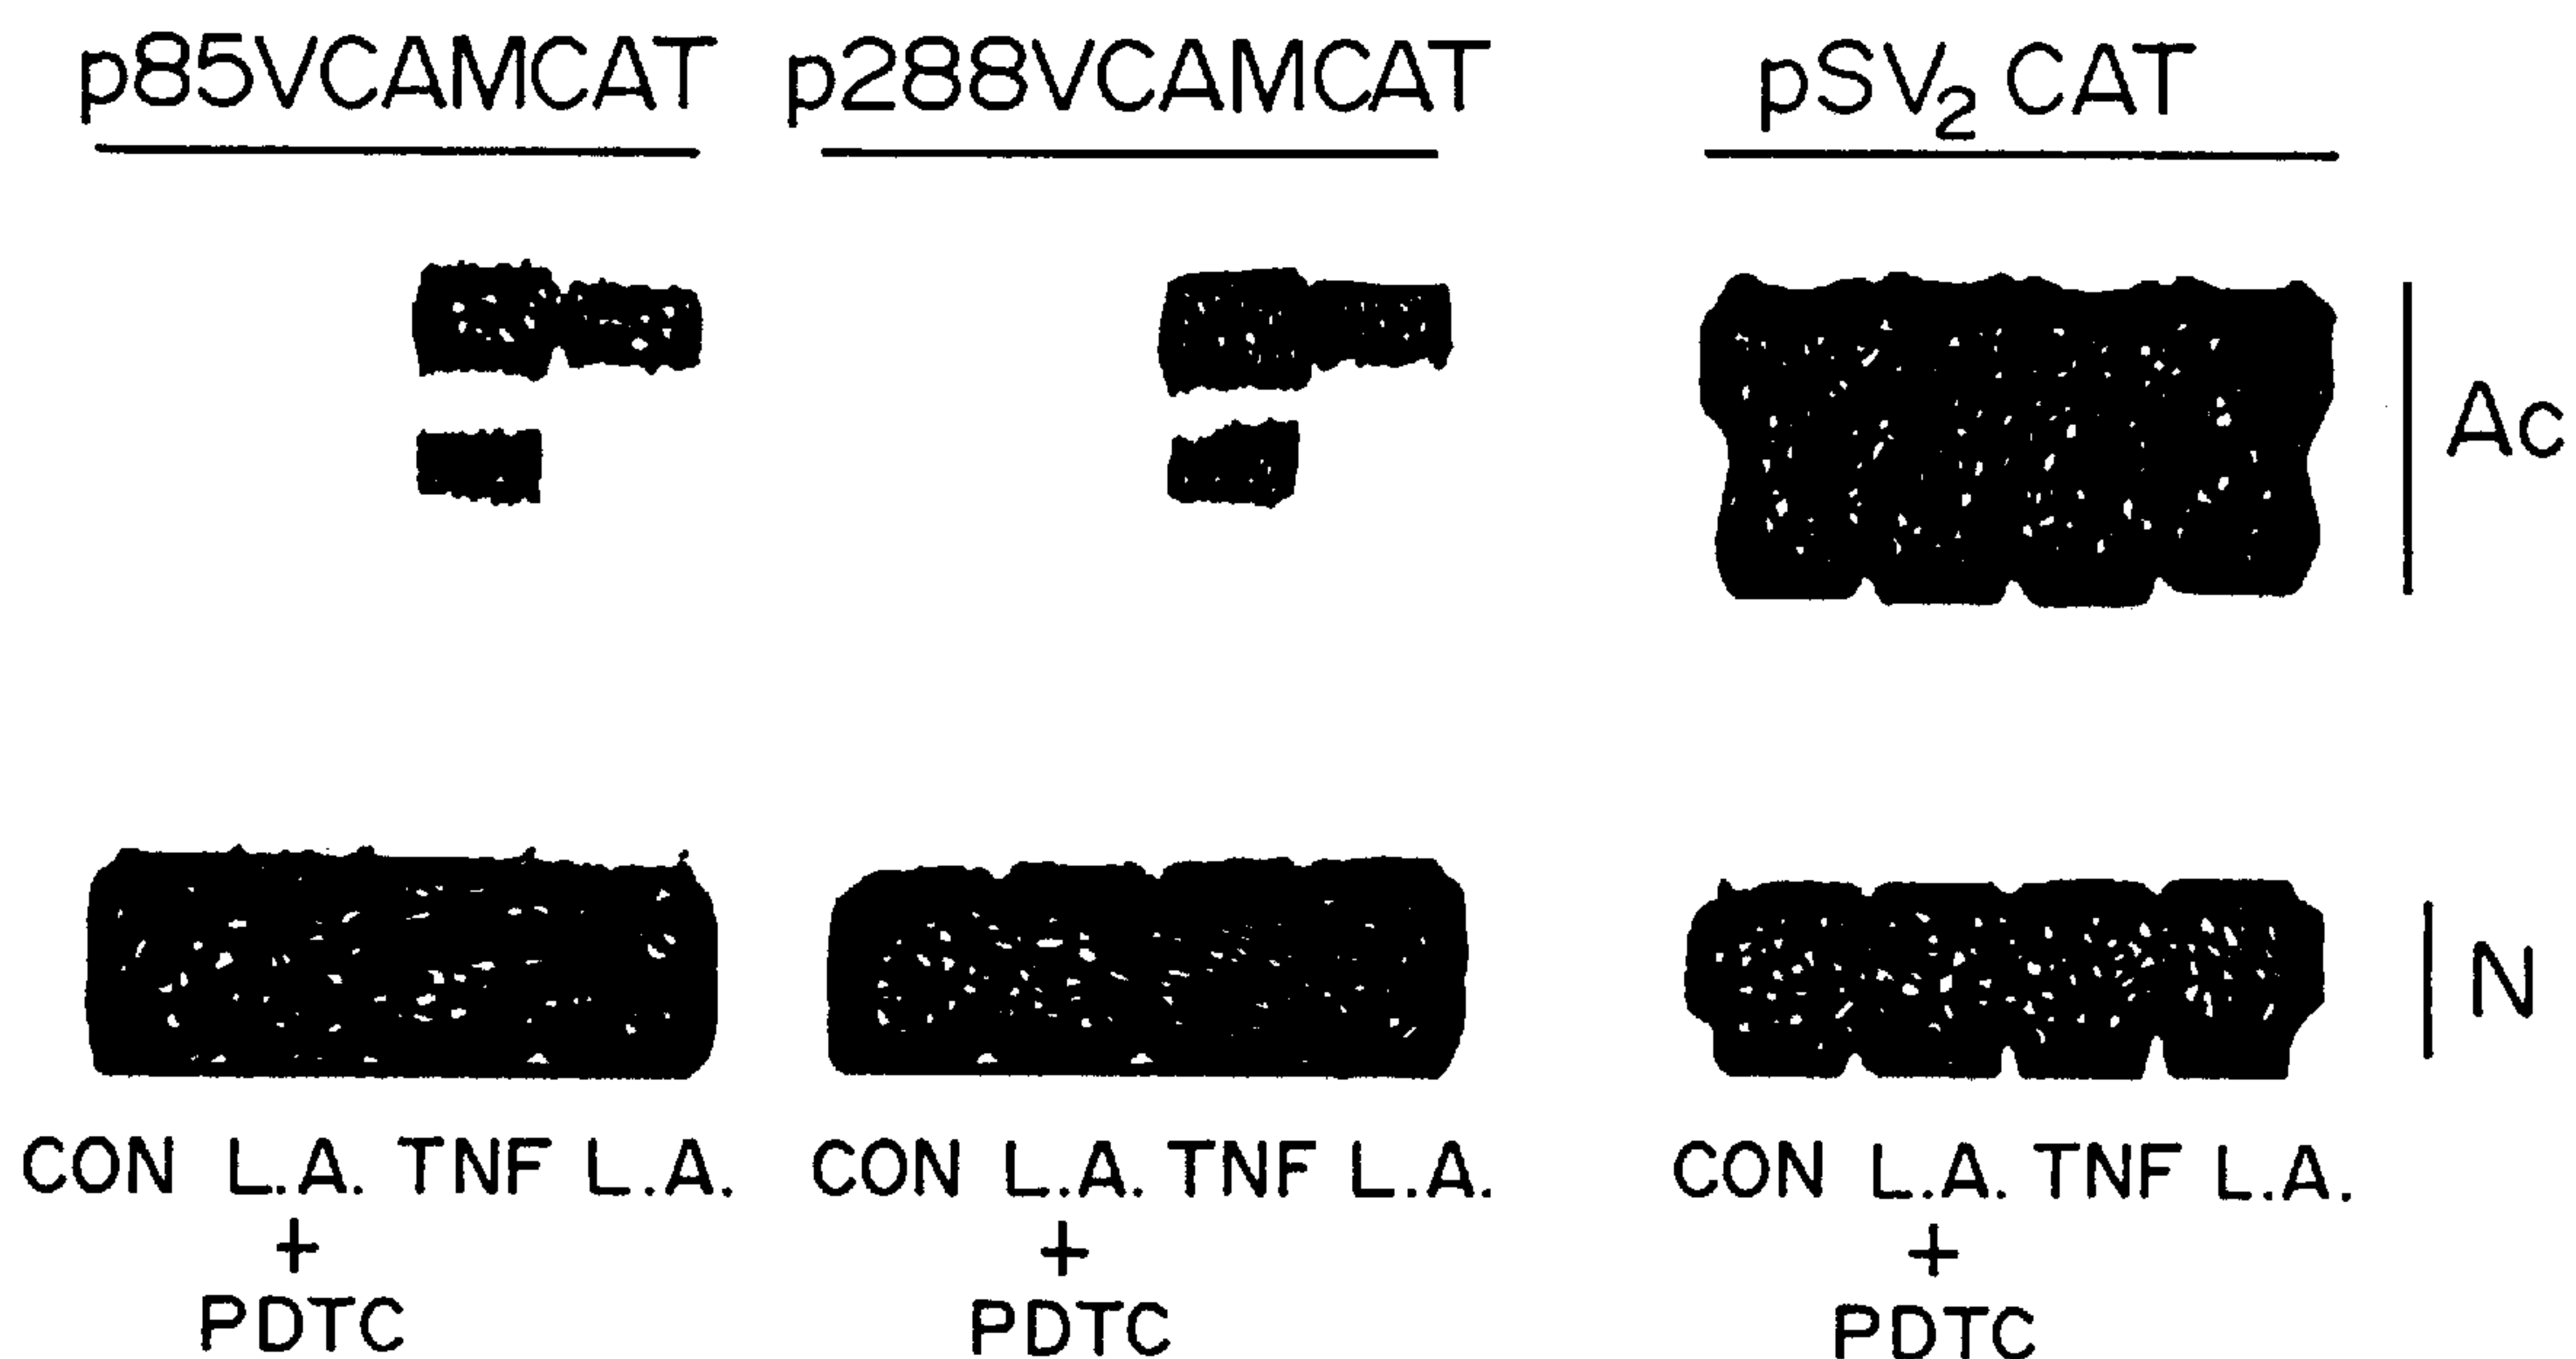 p85VCAMCAT p288VCAMCAT pSV₂ CAT
Ac
N
CON L.A. TNF L.A. CON L.A. TNF L.A. CON L.A. TNF L.A.
+ + +
PDTC PDTC PDTC